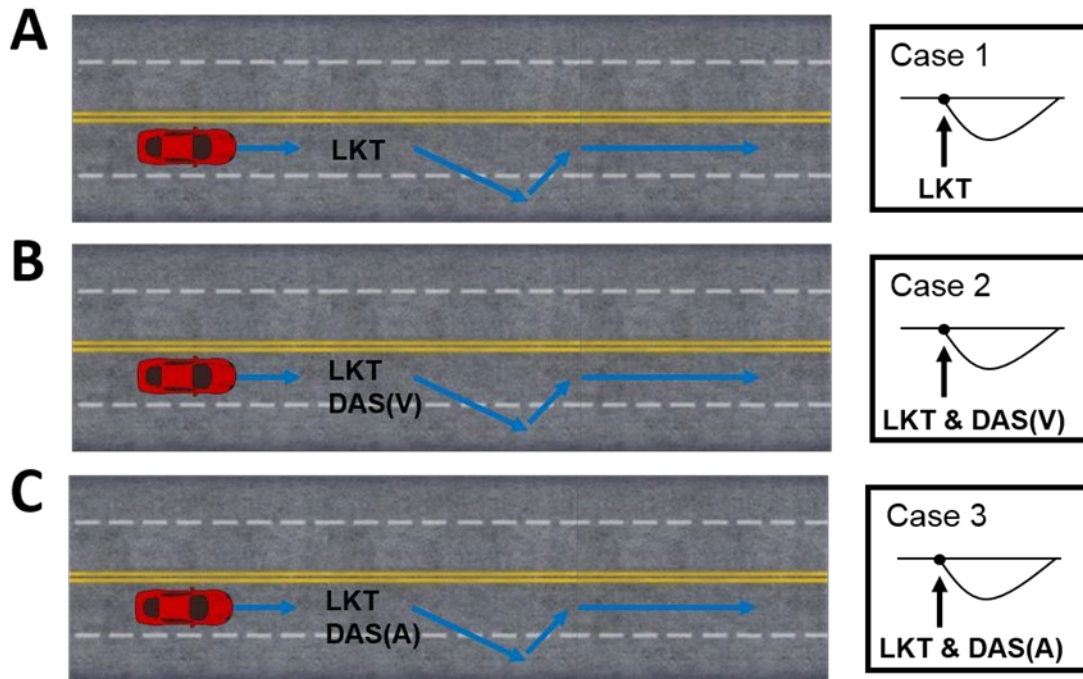 A
LKT
Case 1
LKT
B
LKT
DAS(V)
Case 2
LKT & DAS(V)
C
LKT
DAS(A)
Case 3
LKT & DAS(A)